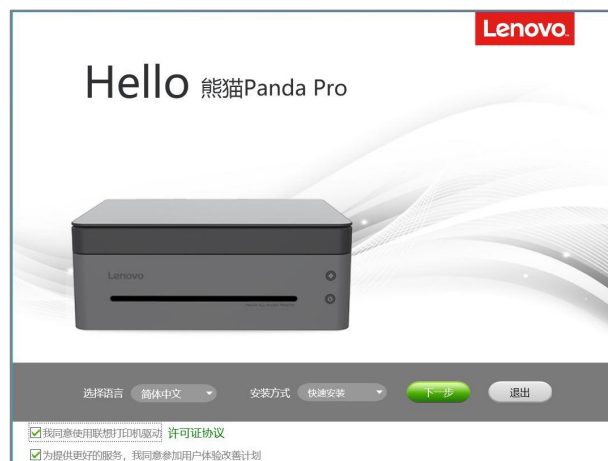 Lenovo
Hello 熊猫Panda Pro
Lenovo
选择语言 简体中文 安装方式 快速安装 下一步 退出
我同意使用联想打印机驱动 许可证协议
为提供更好的服务，我同意参加用户体验改善计划